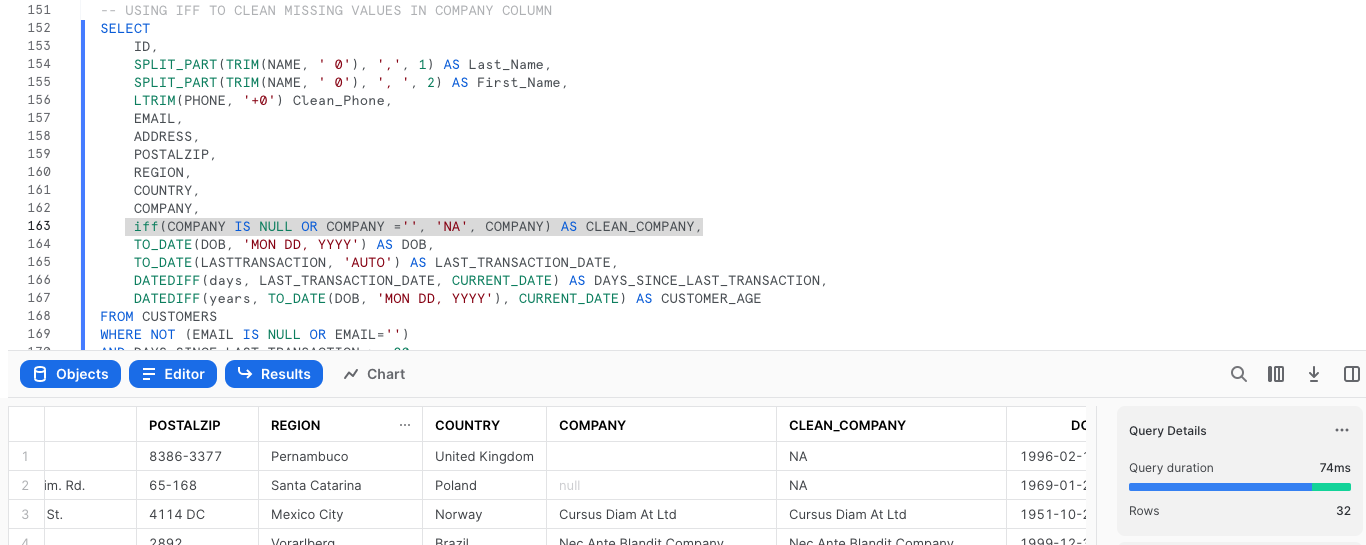 151 -- USING IFF TO CLEAN MISSING VALUES IN COMPANY COLUMN
152 SELECT
153 ID,
154 SPLIT_PART(TRIM(NAME, ' 0'), ',', 1) AS Last_Name,
155 SPLIT_PART(TRIM(NAME, ' 0'), ', ', 2) AS First_Name,
156 LTRIM(PHONE, '+0') Clean_Phone,
157 EMAIL,
158 ADDRESS,
159 POSTALZIP,
160 REGION,
161 COUNTRY,
162 COMPANY,
163 iff(COMPANY IS NULL OR COMPANY ='', 'NA', COMPANY) AS CLEAN_COMPANY,
164 TO_DATE(DOB, 'MON DD, YYYY') AS DOB,
165 TO_DATE(LASTTRANSACTION, 'AUTO') AS LAST_TRANSACTION_DATE,
166 DATEDIFF(days, LAST_TRANSACTION_DATE, CURRENT_DATE) AS DAYS_SINCE_LAST_TRANSACTION,
167 DATEDIFF(years, TO_DATE(DOB, 'MON DD, YYYY'), CURRENT_DATE) AS CUSTOMER_AGE
168 FROM CUSTOMERS
169 WHERE NOT (EMAIL IS NULL OR EMAIL='')
170 AND DAYS_SINCE_LAST_TRANSACTION
Objects Editor Results Chart
POSTALZIP REGION ... COUNTRY COMPANY CLEAN_COMPANY DO
1 8386-3377 Pernambuco United Kingdom NA 1996-02-1
2 im. Rd. 65-168 Santa Catarina Poland null NA 1969-01-2
3 St. 4114 DC Mexico City Norway Cursus Diam At Ltd Cursus Diam At Ltd 1951-10-2
4 2892 Vorarlberg Brazil Nec Ante Blandit Company Nec Ante Blandit Company 1999-12-
Query Details ...
Query duration 74ms
Rows 32